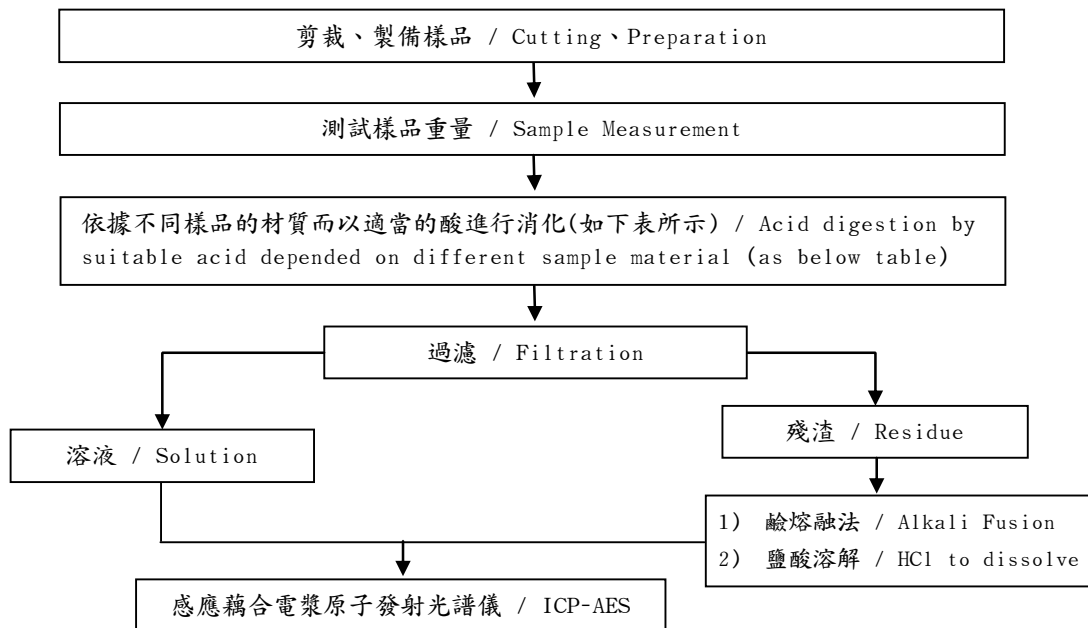 剪裁、製備樣品 / Cutting、Preparation
測試樣品重量 / Sample Measurement
依據不同樣品的材質而以適當的酸進行消化(如下表所示) / Acid digestion by
suitable acid depended on different sample material (as below table)
過濾 / Filtration
溶液 / Solution
殘渣 / Residue
1) 鹼熔融法 / Alkali Fusion
2) 鹽酸溶解 / HCl to dissolve
感應藕合電漿原子發射光譜儀 / ICP-AES